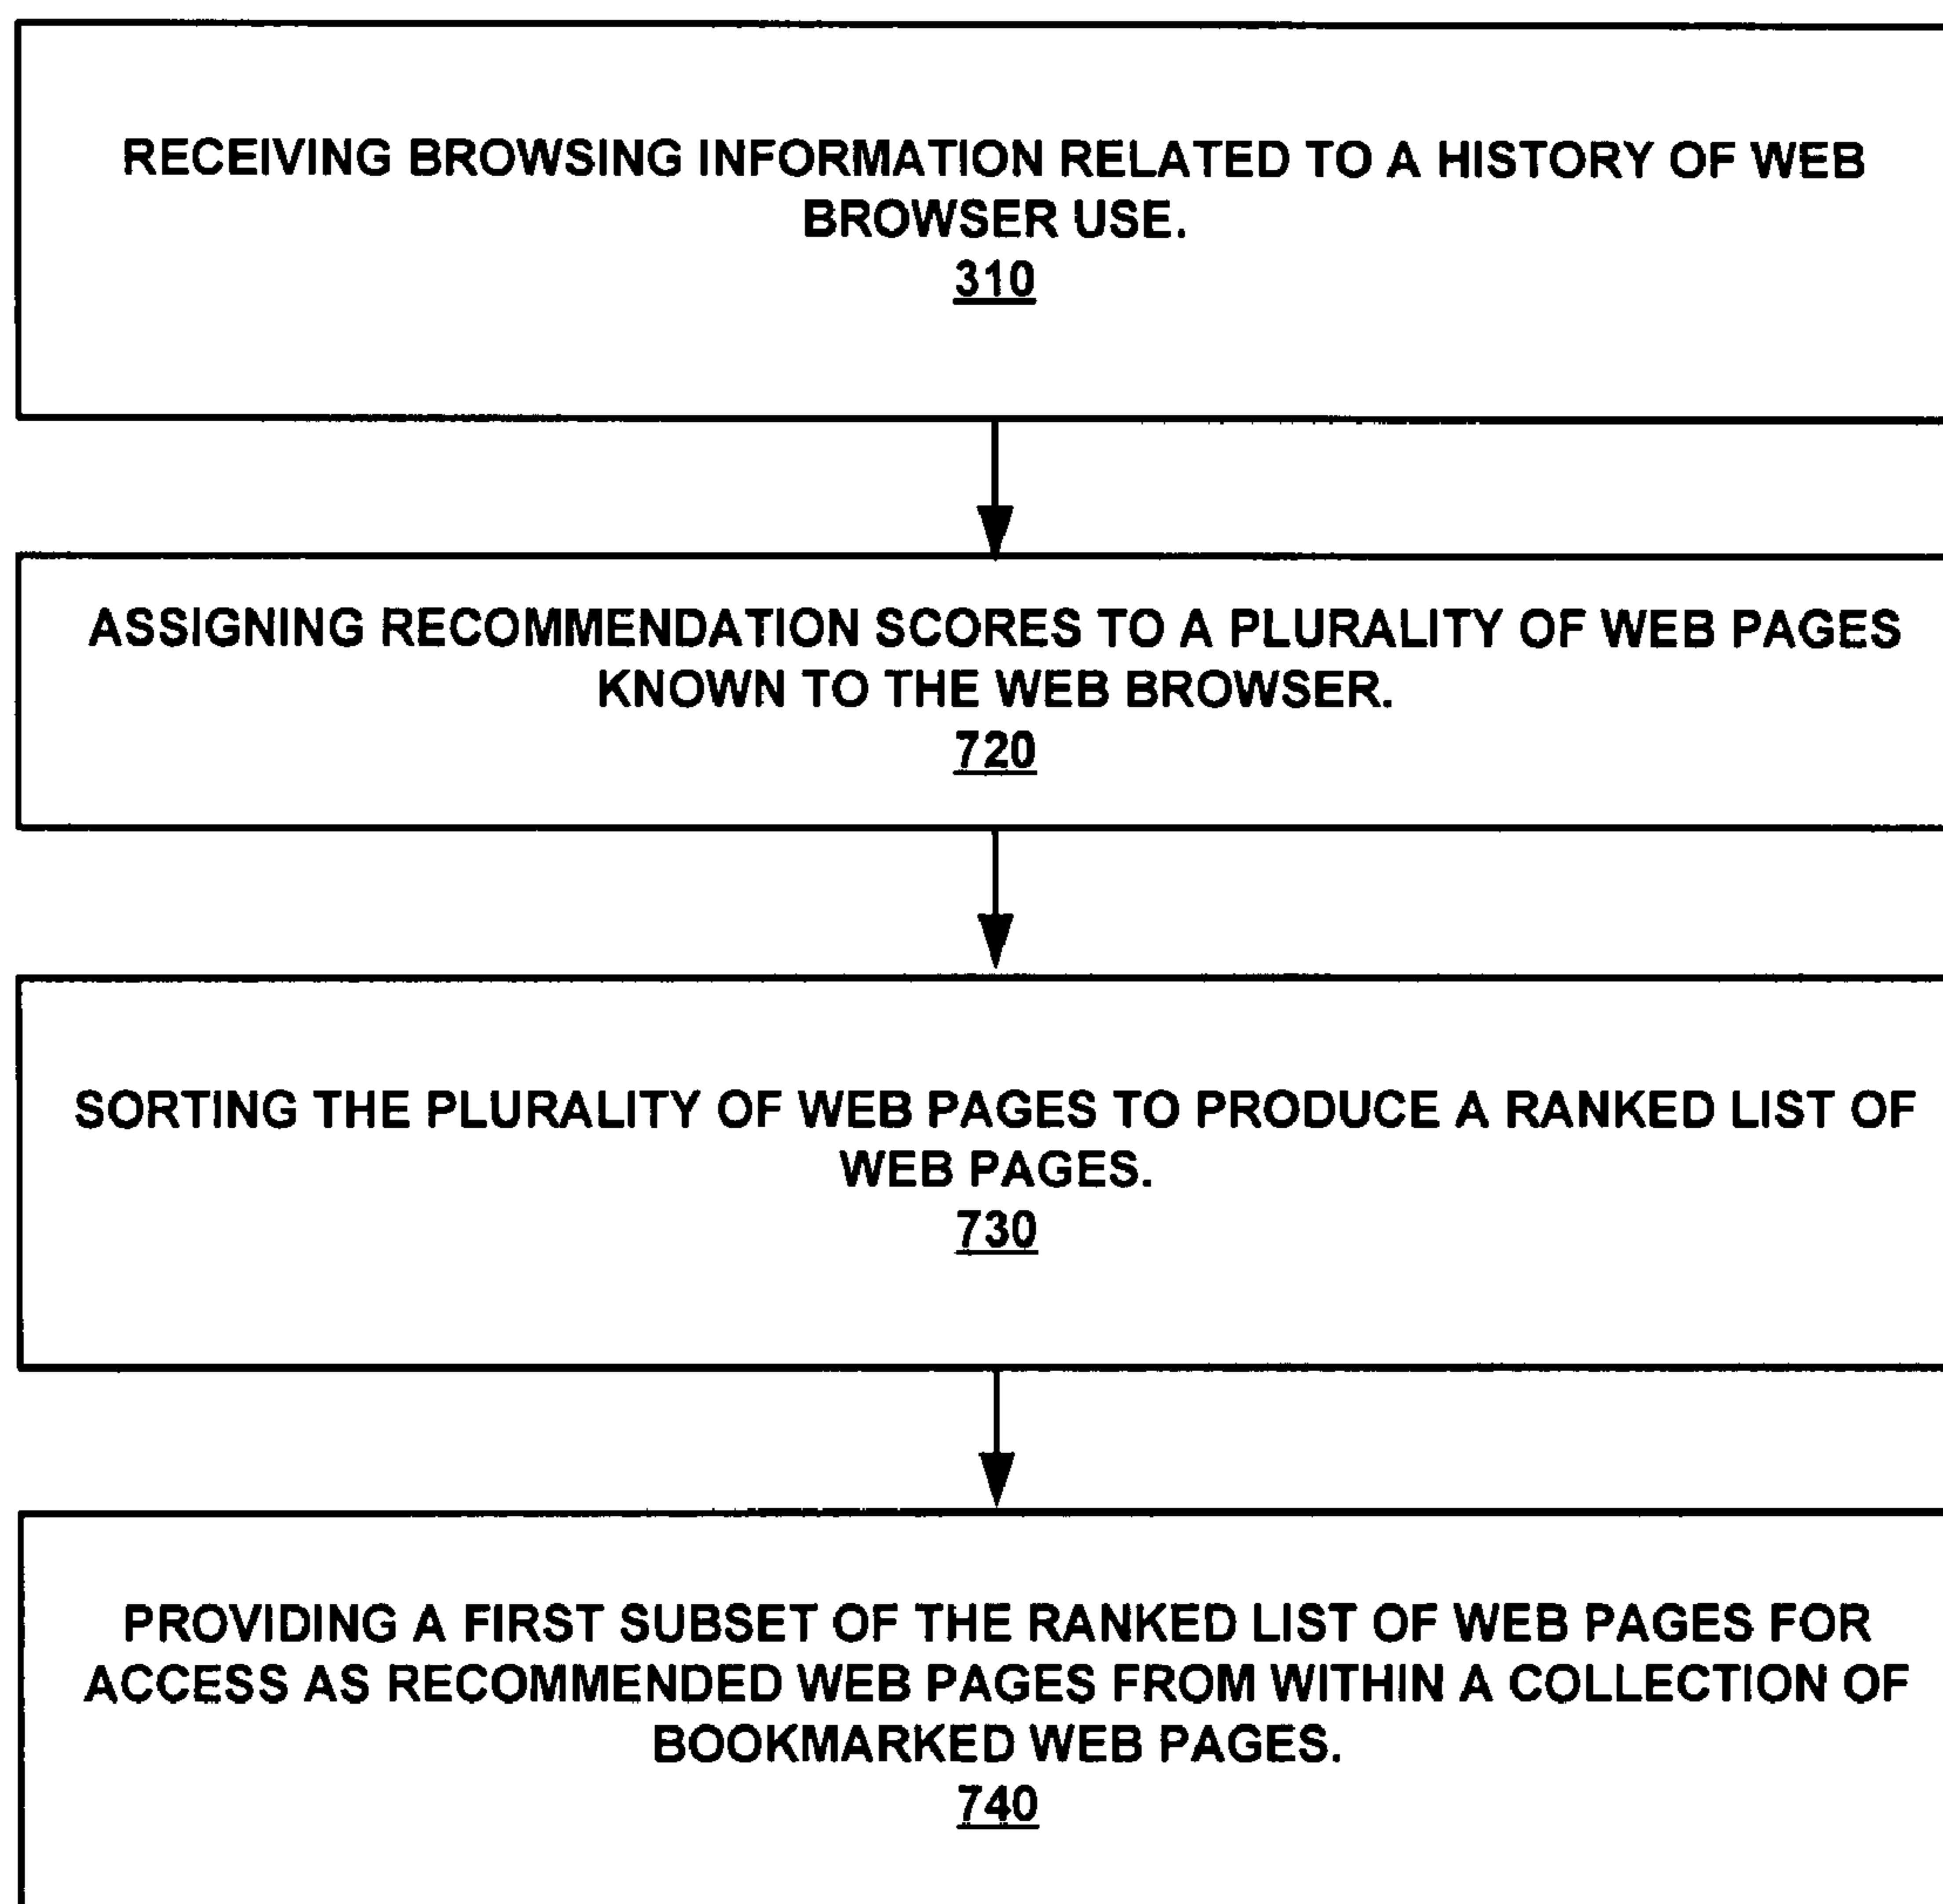 RECEIVING BROWSING INFORMATION RELATED TO A HISTORY OF WEB
BROWSER USE.
310
ASSIGNING RECOMMENDATION SCORES TO A PLURALITY OF WEB PAGES
KNOWN TO THE WEB BROWSER.
720
SORTING THE PLURALITY OF WEB PAGES TO PRODUCE A RANKED LIST OF
WEB PAGES.
730
PROVIDING A FIRST SUBSET OF THE RANKED LIST OF WEB PAGES FOR
ACCESS AS RECOMMENDED WEB PAGES FROM WITHIN A COLLECTION OF
BOOKMARKED WEB PAGES.
740